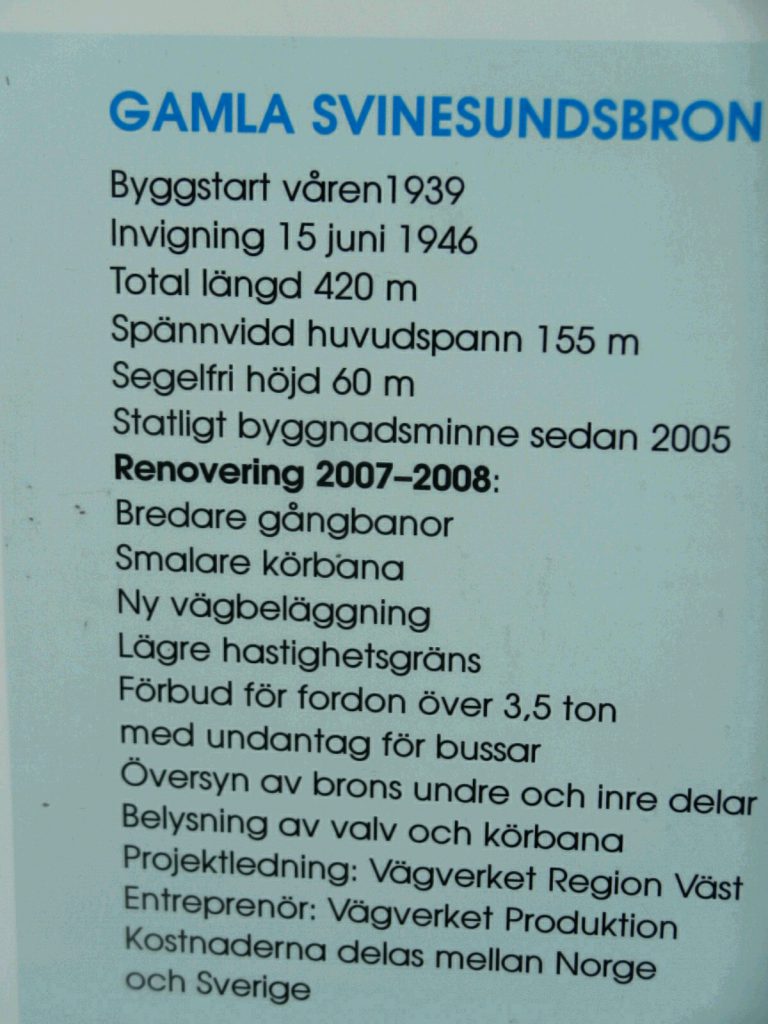 GAMLA SVINESUNDSBRON
Byggstart våren1939
Invigning 15 juni 1946
Total längd 420 m
Spännvidd huvudspann 155 m
Segelfri höjd 60 m
Statligt byggnadsminne sedan 2005
Renovering 2007–2008:
Bredare gångbanor
Smalare körbana
Ny vägbeläggning
Lägre hastighetsgräns
Förbud för fordon över 3,5 ton
med undantag för bussar
Översyn av brons undre och inre delar
Belysning av valv och körbana
Projektledning: Vägverket Region Väst
Entreprenör: Vägverket Produktion
Kostnaderna delas mellan Norge
och Sverige